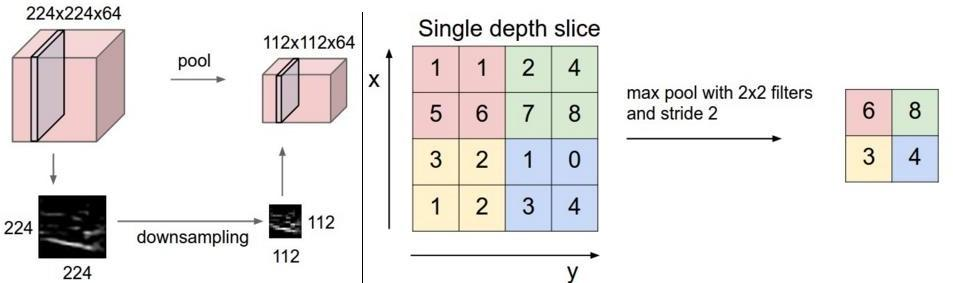 224x224x64
pool
112x112x64
224
224
downsampling
112
112
Single depth slice
x
1 1 2 4
5 6 7 8
3 2 1 0
1 2 3 4
y
max pool with 2x2 filters
and stride 2
6 8
3 4